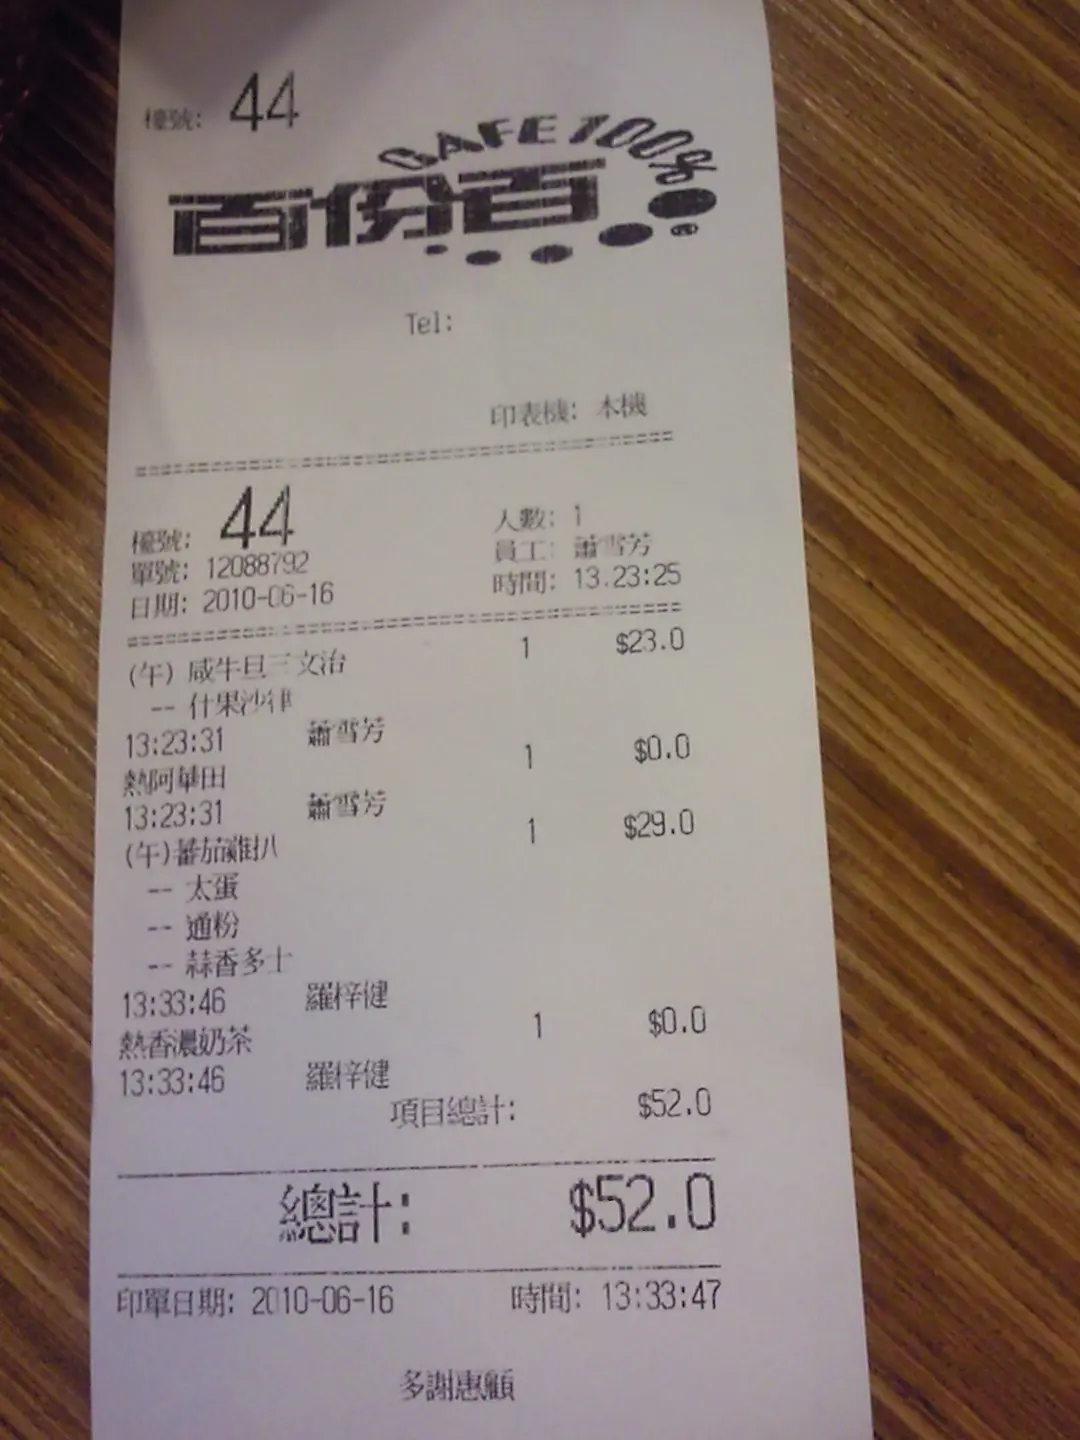 檯號: 44
CAFE 100%
百份百
Tel:
印表機: 本機
檯號: 44
人數: 1
單號: 12088792
員工: 蕭雪芳
日期: 2010-06-16
時間: 13:23:25
(午) 咸牛旦三文治 1 $23.0
-- 什果沙律
13:23:31 蕭雪芳
熱阿華田 1 $0.0
13:23:31 蕭雪芳
(午)蕃茄雞扒 1 $29.0
-- 太蛋
-- 通粉
-- 蒜香多士
13:33:46 羅梓健
熱香濃奶茶 1 $0.0
13:33:46 羅梓健
項目總計: $52.0
總計: $52.0
印單日期: 2010-06-16 時間: 13:33:47
多謝惠顧